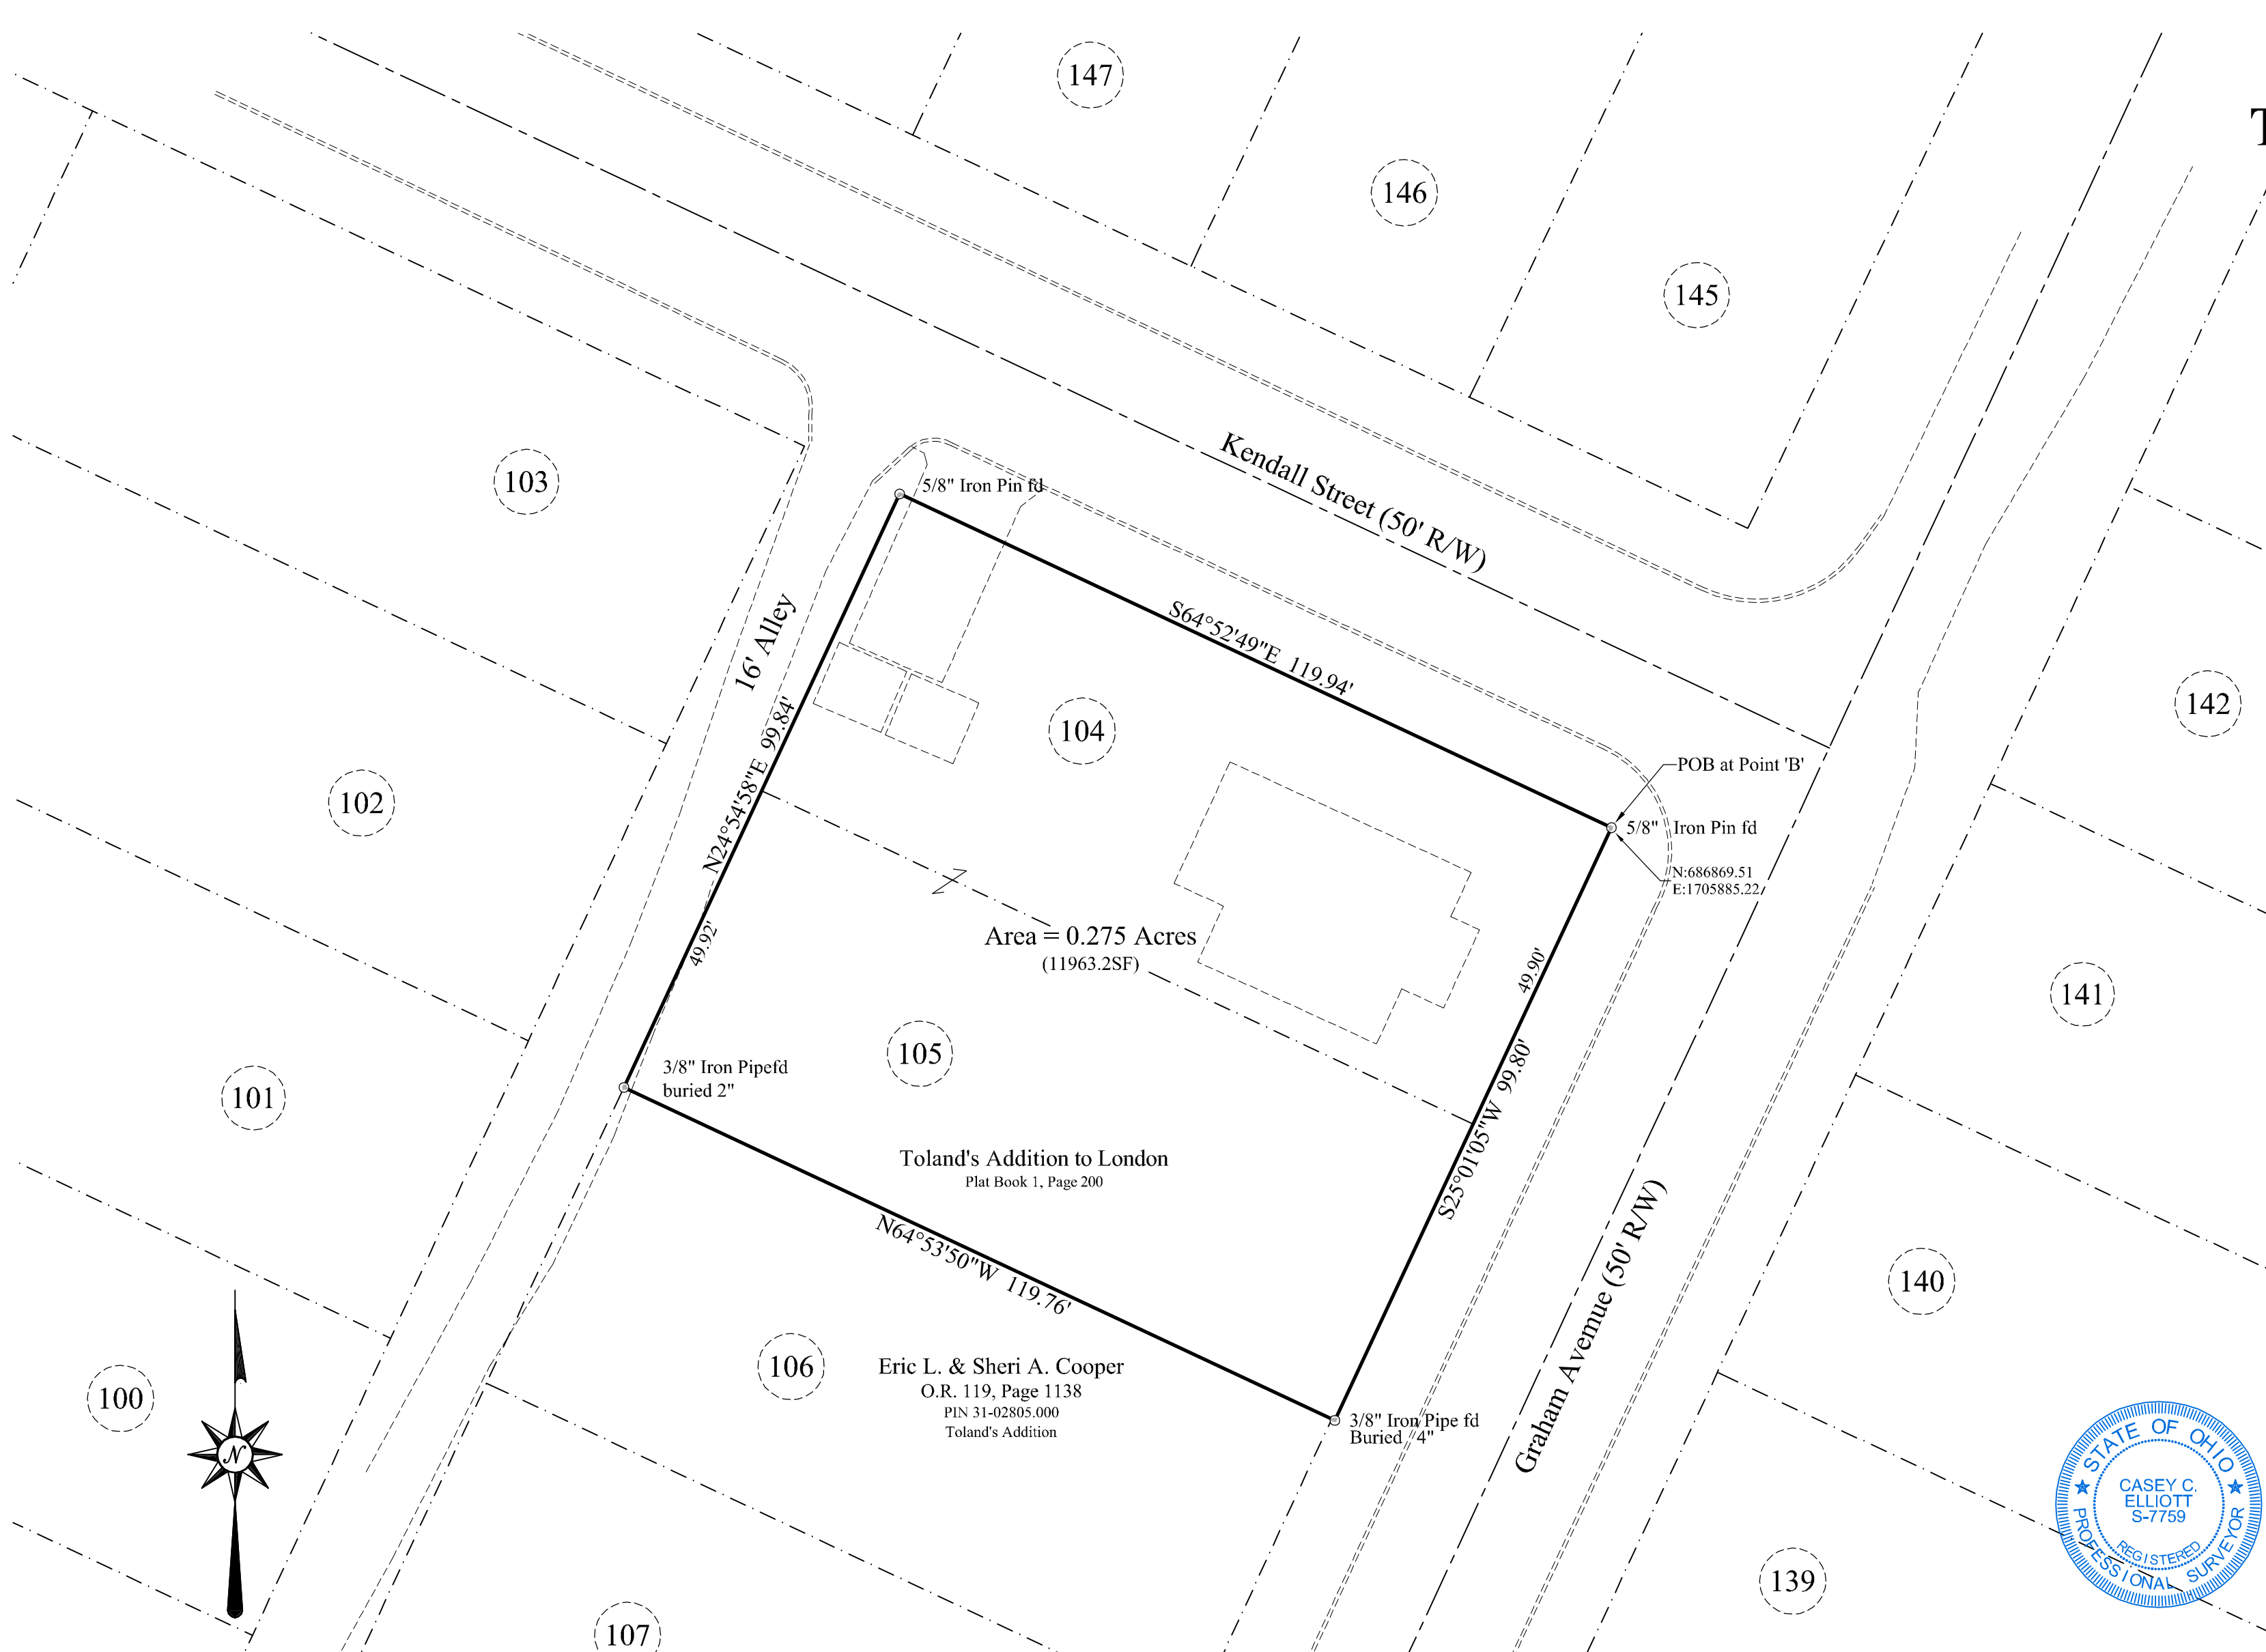 147
T
146
145
Kendall Street (50' R/W)
103
5/8" Iron Pin fd
16' Alley
S64°52'49"E 119.94'
N24°54'58"E 99.84'
104
142
POB at Point 'B'
102
5/8" Iron Pin fd
N:686869.51
E:1705885.22
49.92'
Area = 0.275 Acres
(11963.2SF)
49.90'
141
105
3/8" Iron Pipefd
buried 2"
101
S25°01'05"W 99.80'
Toland's Addition to London
Plat Book 1, Page 200
N64°53'50"W 119.76'
Graham Avemue (50' R/W)
140
106
Eric L. & Sheri A. Cooper
O.R. 119, Page 1138
PIN 31-02805.000
Toland's Addition
100
3/8" Iron Pipe fd
Buried 4"
N
STATE OF OHIO
CASEY C.
ELLIOTT
S-7759
REGISTERED
PROFESSIONAL SURVEYOR
139
107